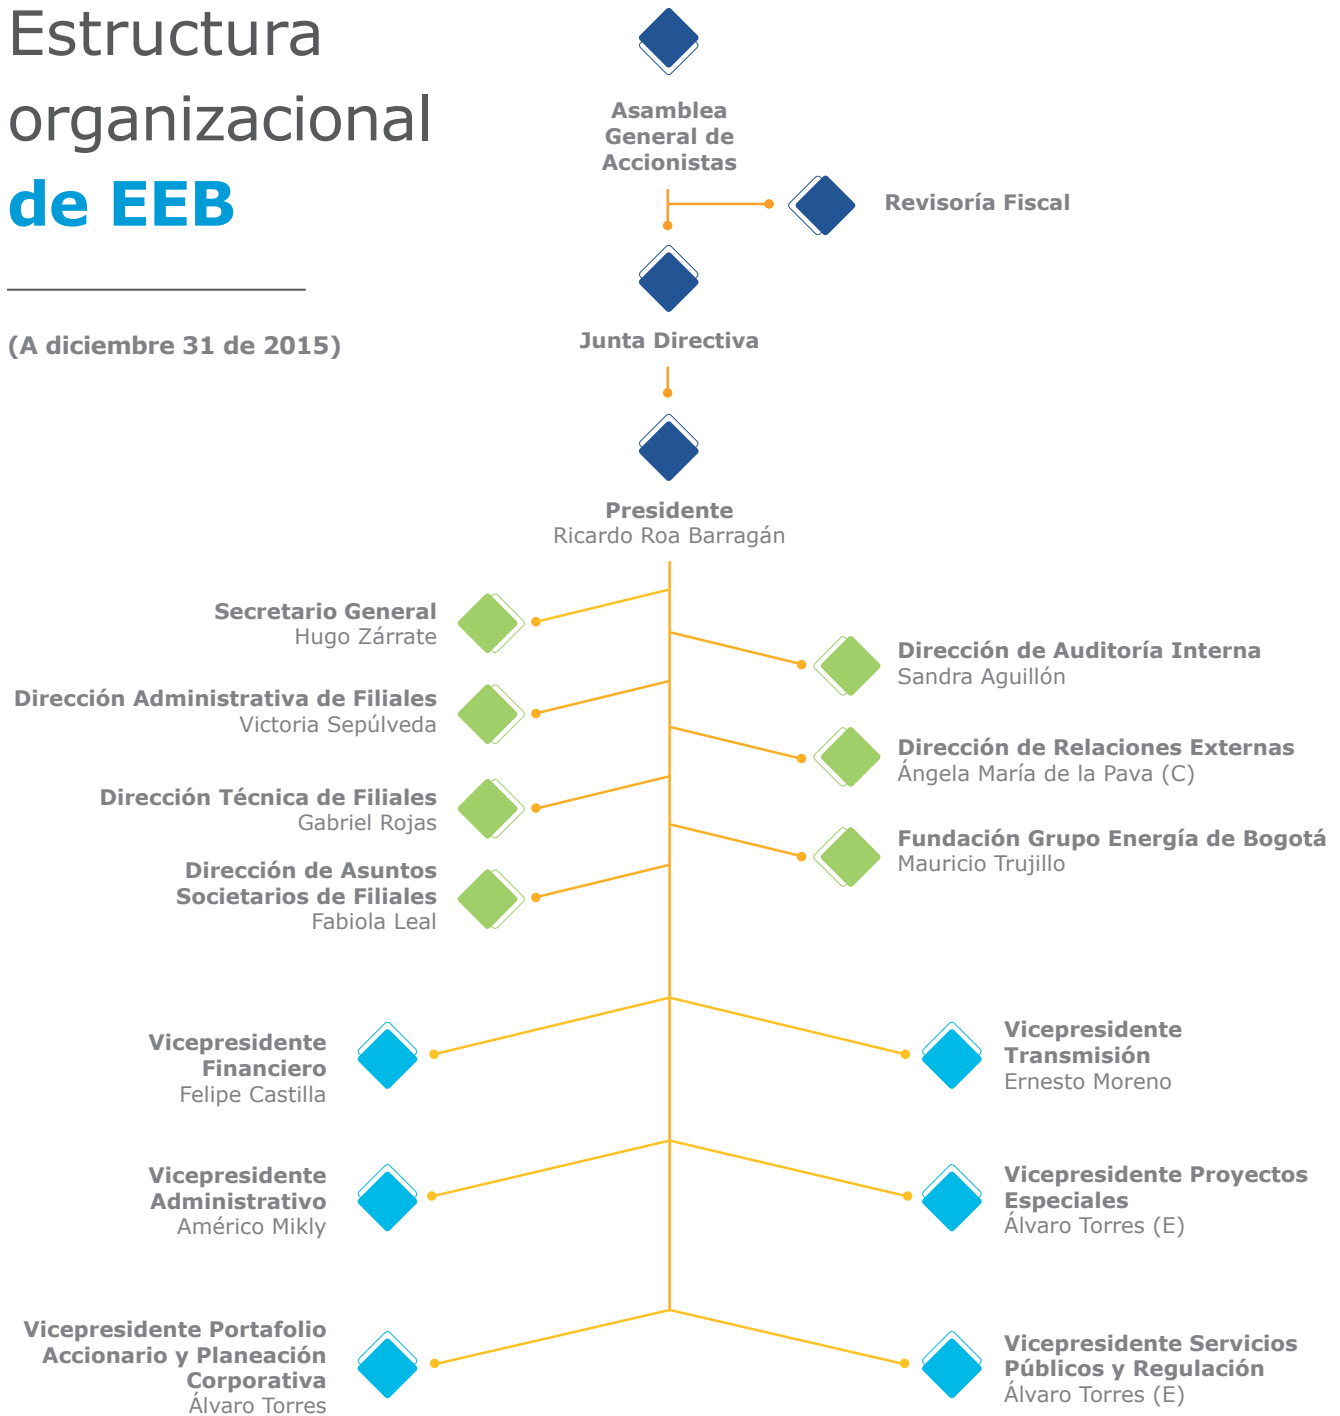 Estructura
organizacional
de EEB
(A diciembre 31 de 2015)
Asamblea
General de
Accionistas
Revisoría Fiscal
Junta Directiva
Presidente
Ricardo Roa Barragán
Secretario General
Hugo Zárrate
Dirección de Auditoría Interna
Sandra Aguillón
Dirección Administrativa de Filiales
Victoria Sepúlveda
Dirección de Relaciones Externas
Ángela María de la Pava (C)
Dirección Técnica de Filiales
Gabriel Rojas
Fundación Grupo Energía de Bogotá
Mauricio Trujillo
Dirección de Asuntos
Societarios de Filiales
Fabiola Leal
Vicepresidente
Financiero
Felipe Castilla
Vicepresidente
Transmisión
Ernesto Moreno
Vicepresidente
Administrativo
Américo Mikly
Vicepresidente Proyectos
Especiales
Álvaro Torres (E)
Vicepresidente Portafolio
Accionario y Planeación
Corporativa
Álvaro Torres
Vicepresidente Servicios
Públicos y Regulación
Álvaro Torres (E)